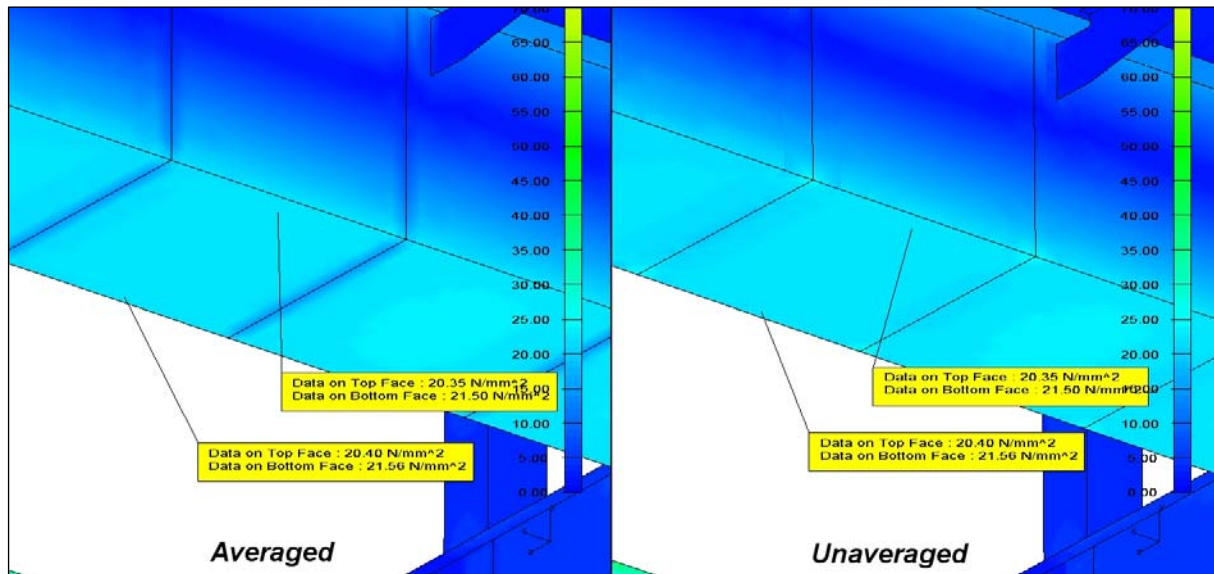 70.00
65.00
60.00
55.00
50.00
45.00
40.00
35.00
30.00
25.00
20.00
15.00
10.00
5.00
0.00
Data on Top Face : 20.35 N/mm^2
Data on Bottom Face : 21.50 N/mm^2
Data on Top Face : 20.40 N/mm^2
Data on Bottom Face : 21.56 N/mm^2
Averaged
70.00
65.00
60.00
55.00
50.00
45.00
40.00
35.00
30.00
25.00
20.00
10.00
5.00
0.00
Data on Top Face : 20.35 N/mm^2
Data on Bottom Face : 21.50 N/mm^2
Data on Top Face : 20.40 N/mm^2
Data on Bottom Face : 21.56 N/mm^2
Unaveraged